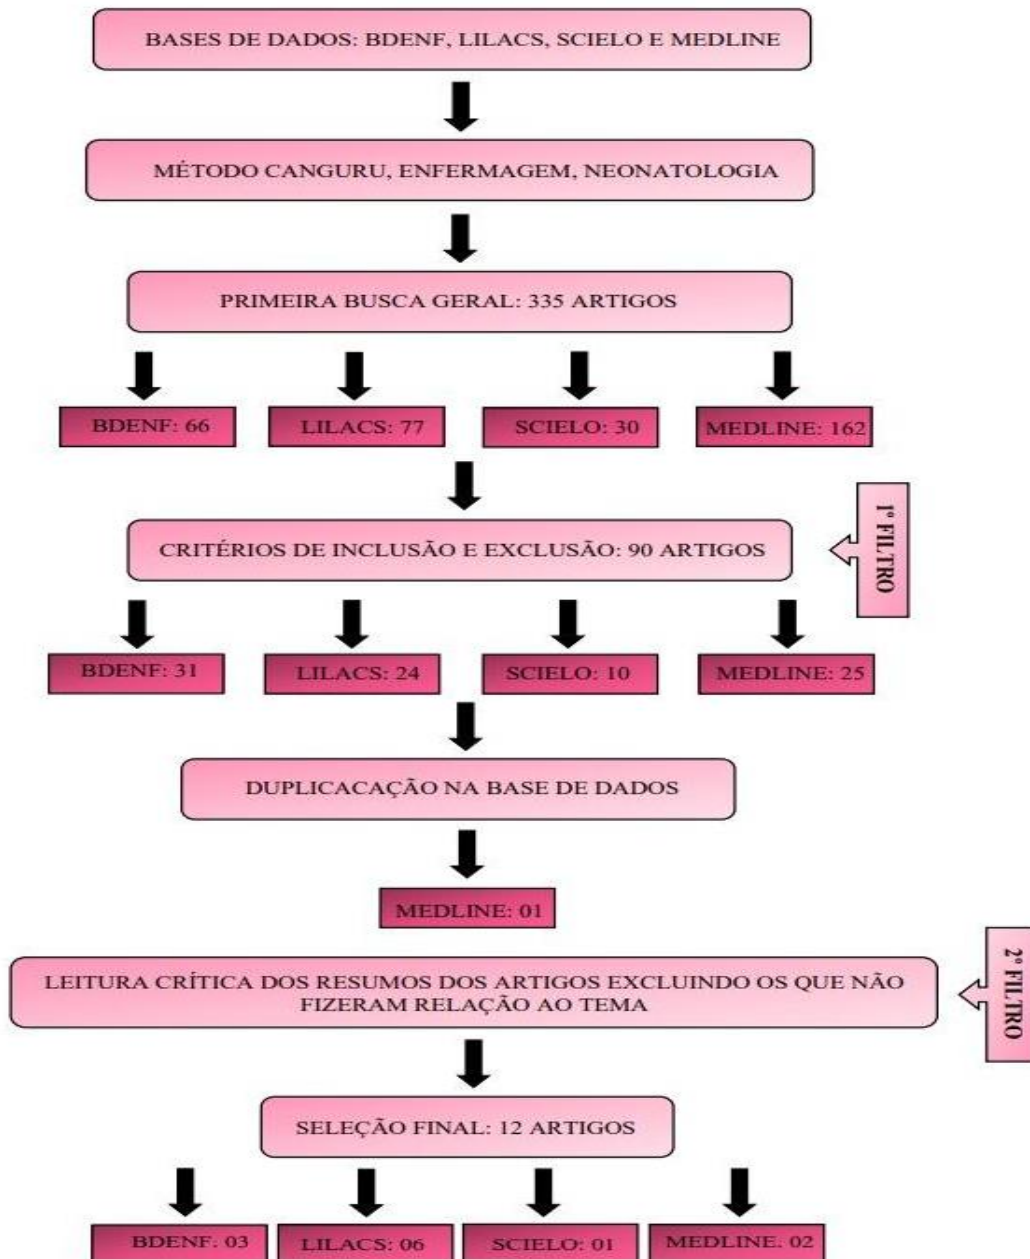 BASES DE DADOS: BDENF, LILACS, SCIELO E MEDLINE
MÉTODO CANGURU, ENFERMAGEM, NEONATOLOGIA
PRIMEIRA BUSCA GERAL: 335 ARTIGOS
BDENF: 66
LILACS: 77
SCIELO: 30
MEDLINE: 162
CRITÉRIOS DE INCLUSÃO E EXCLUSÃO: 90 ARTIGOS
1º FILTRO
BDENF: 31
LILACS: 24
SCIELO: 10
MEDLINE: 25
DUPLICACAÇÃO NA BASE DE DADOS
MEDLINE: 01
LEITURA CRÍTICA DOS RESUMOS DOS ARTIGOS EXCLUINDO OS QUE NÃO
FIZERAM RELAÇÃO AO TEMA
2º FILTRO
SELEÇÃO FINAL: 12 ARTIGOS
BDENF: 03
LILACS: 06
SCIELO: 01
MEDLINE: 02